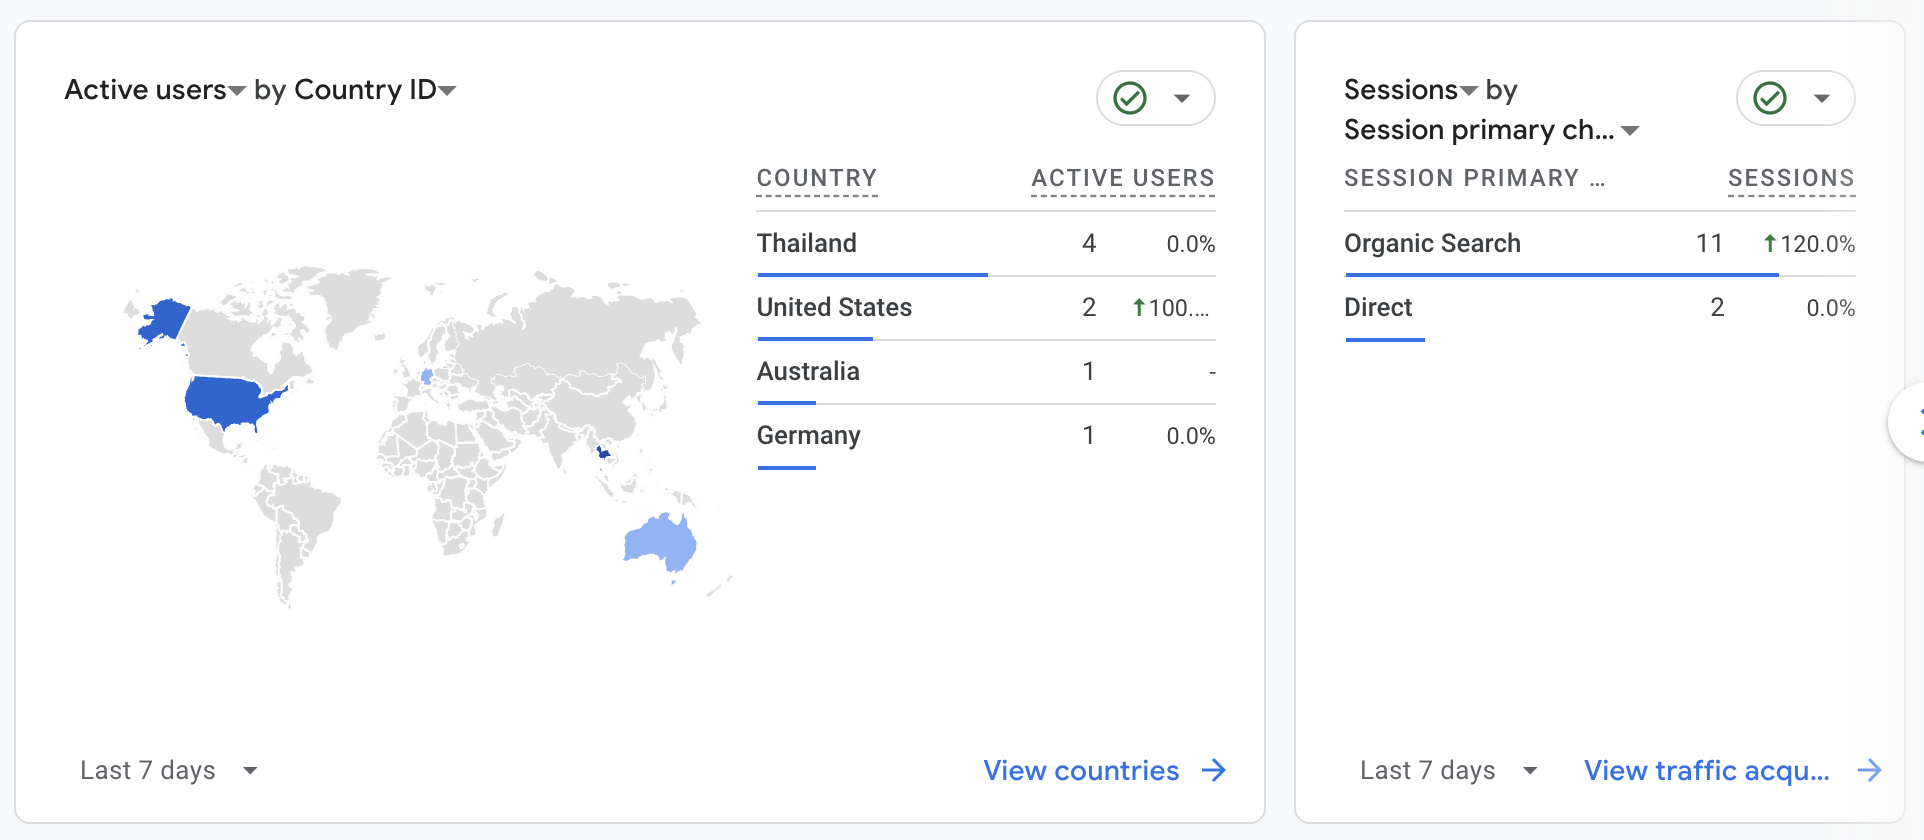 Active users by Country ID
COUNTRY ACTIVE USERS
Thailand 4 0.0%
United States 2 100....
Australia 1 -
Germany 1 0.0%
Last 7 days View countries
Sessions by
Session primary ch...
SESSION PRIMARY ... SESSIONS
Organic Search 11 120.0%
Direct 2 0.0%
Last 7 days View traffic acqu...